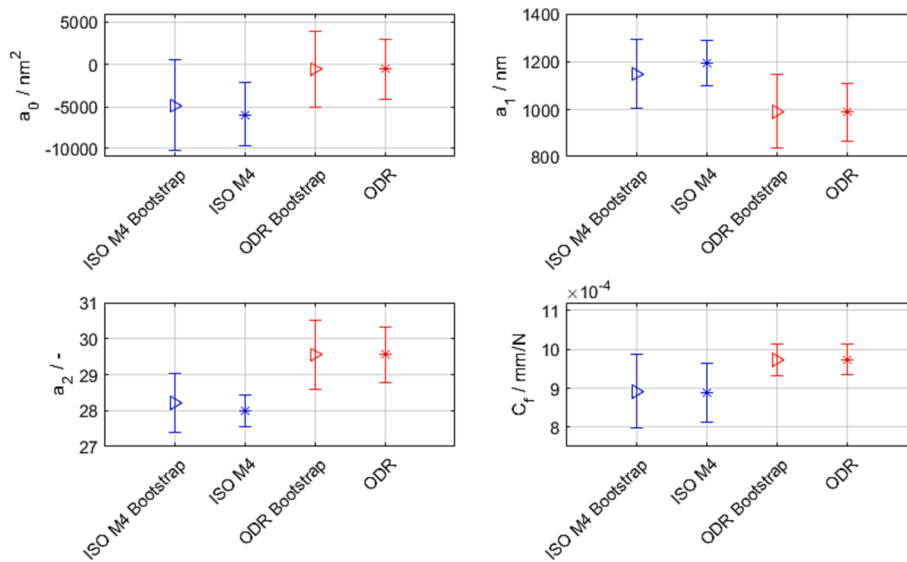 a0 / nm2
5000
0
-5000
-10000
ISO M4 Bootstrap
ISO M4
ODR Bootstrap
ODR
a1 / nm
1400
1200
1000
800
ISO M4 Bootstrap
ISO M4
ODR Bootstrap
ODR
a2 / -
31
30
29
28
27
ISO M4 Bootstrap
ISO M4
ODR Bootstrap
ODR
×10-4
Cf / mm/N
11
10
9
8
ISO M4 Bootstrap
ISO M4
ODR Bootstrap
ODR